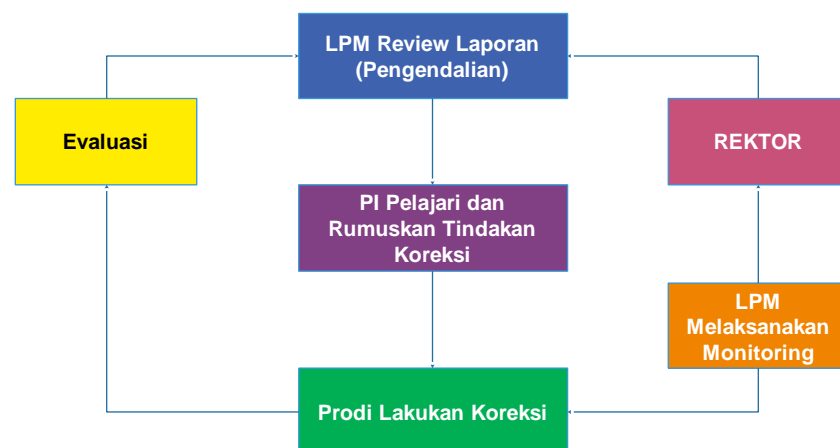 LPM Review Laporan
(Pengendalian)
Evaluasi
REKTOR
PI Pelajari dan
Rumuskan Tindakan
Koreksi
LPM
Melaksanakan
Monitoring
Prodi Lakukan Koreksi